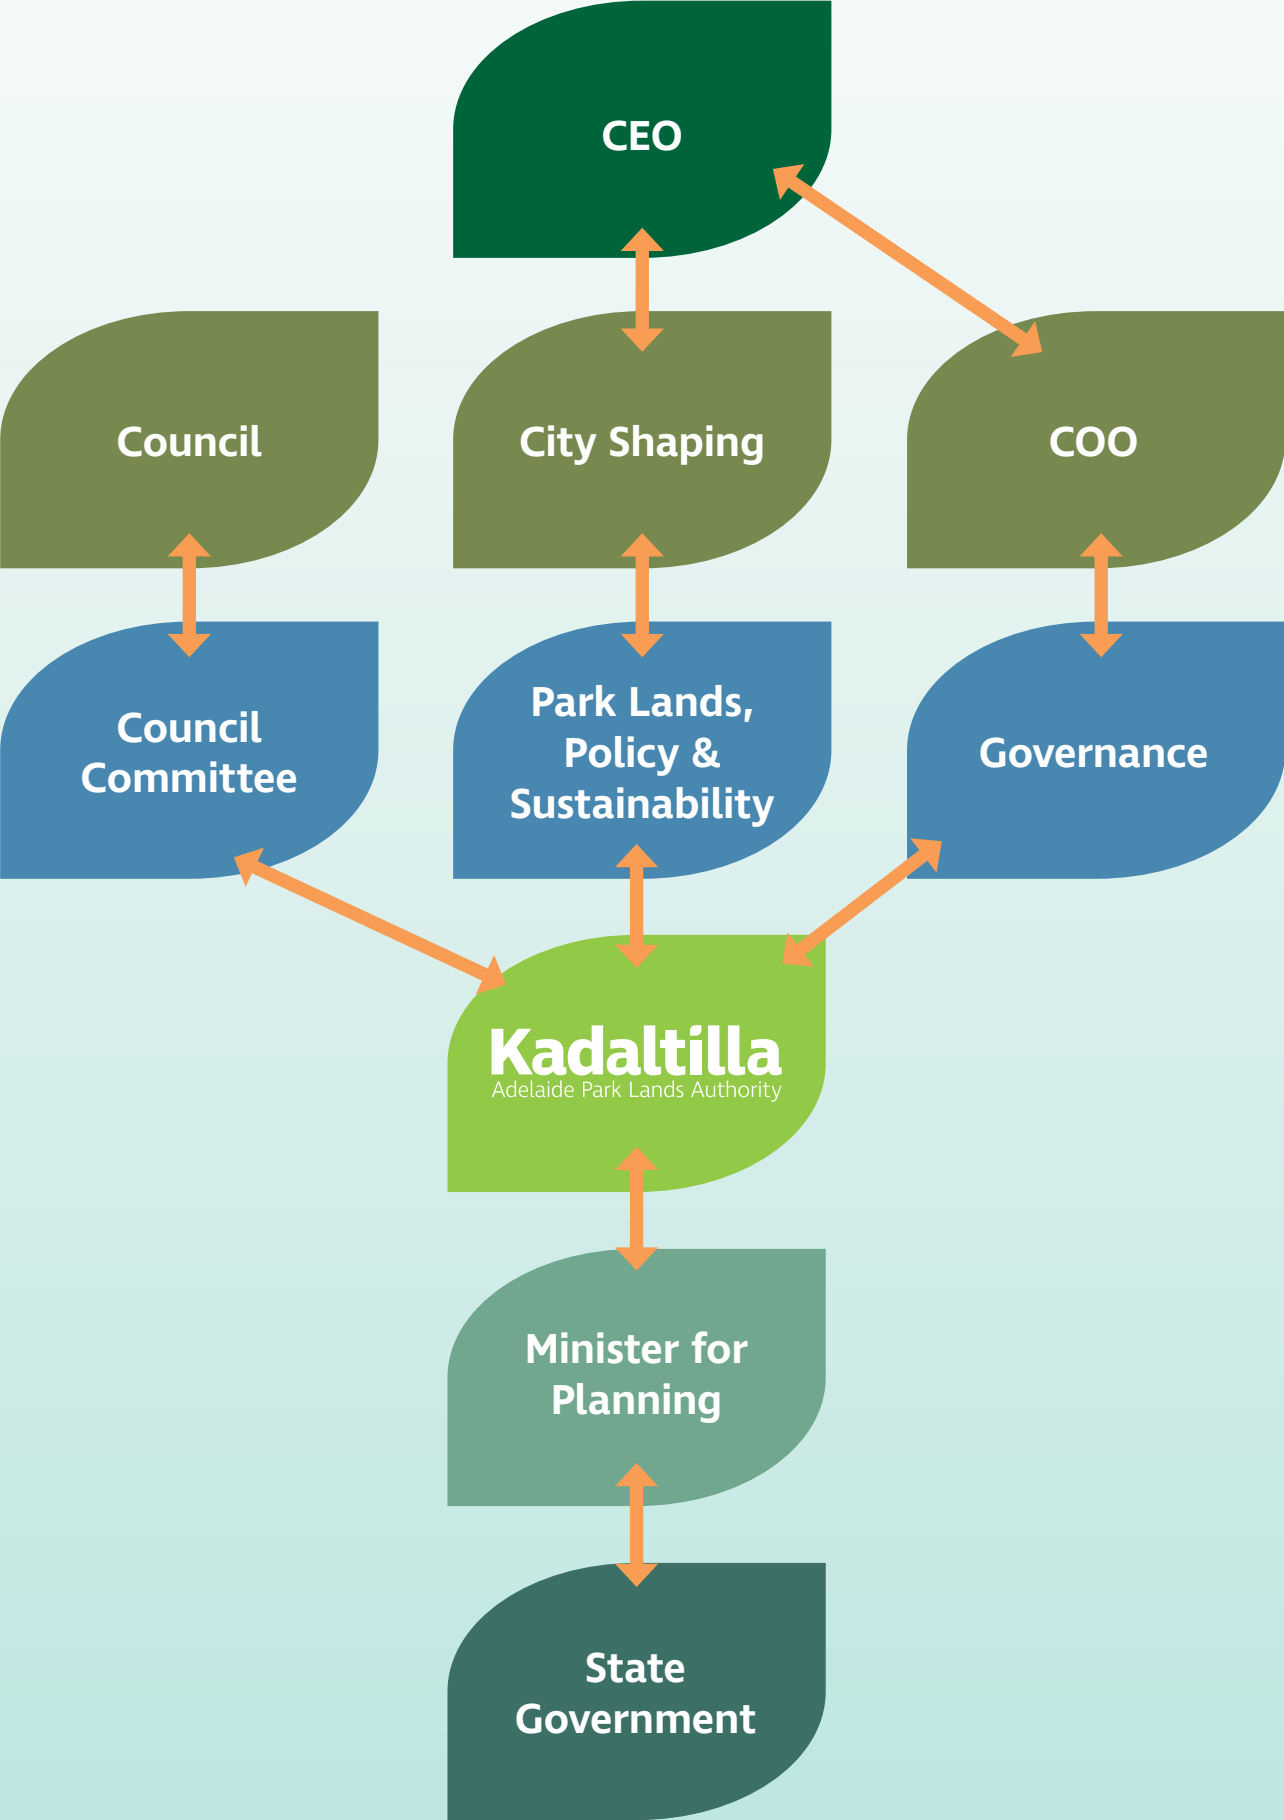 CEO
Council
City Shaping
COO
Council
Committee
Park Lands,
Policy &
Sustainability
Governance
Kadaltilla
Adelaide Park Lands Authority
Minister for
Planning
State
Government